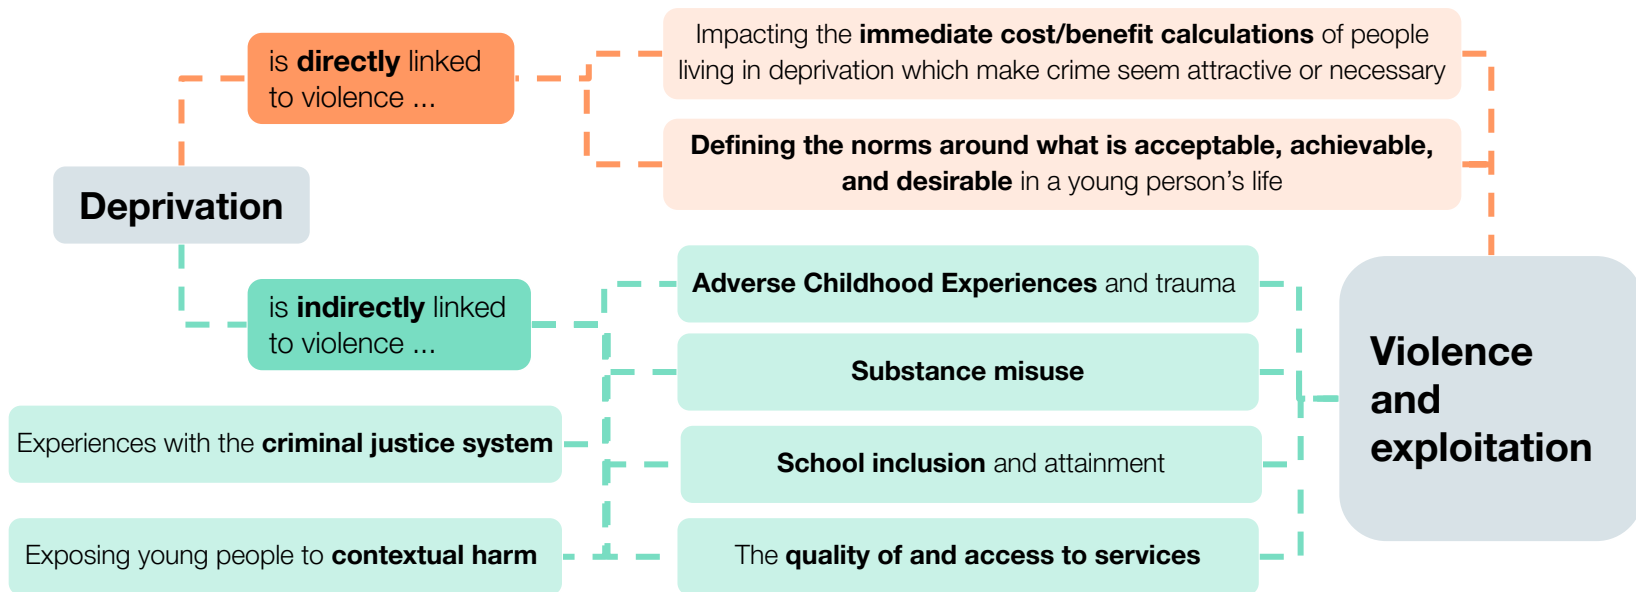 Deprivation
is directly linked
to violence ...
Impacting the immediate cost/benefit calculations of people
living in deprivation which make crime seem attractive or necessary
Defining the norms around what is acceptable, achievable,
and desirable in a young person’s life
is indirectly linked
to violence ...
Adverse Childhood Experiences and trauma
Substance misuse
Experiences with the criminal justice system
School inclusion and attainment
Exposing young people to contextual harm
The quality of and access to services
Violence
and
exploitation